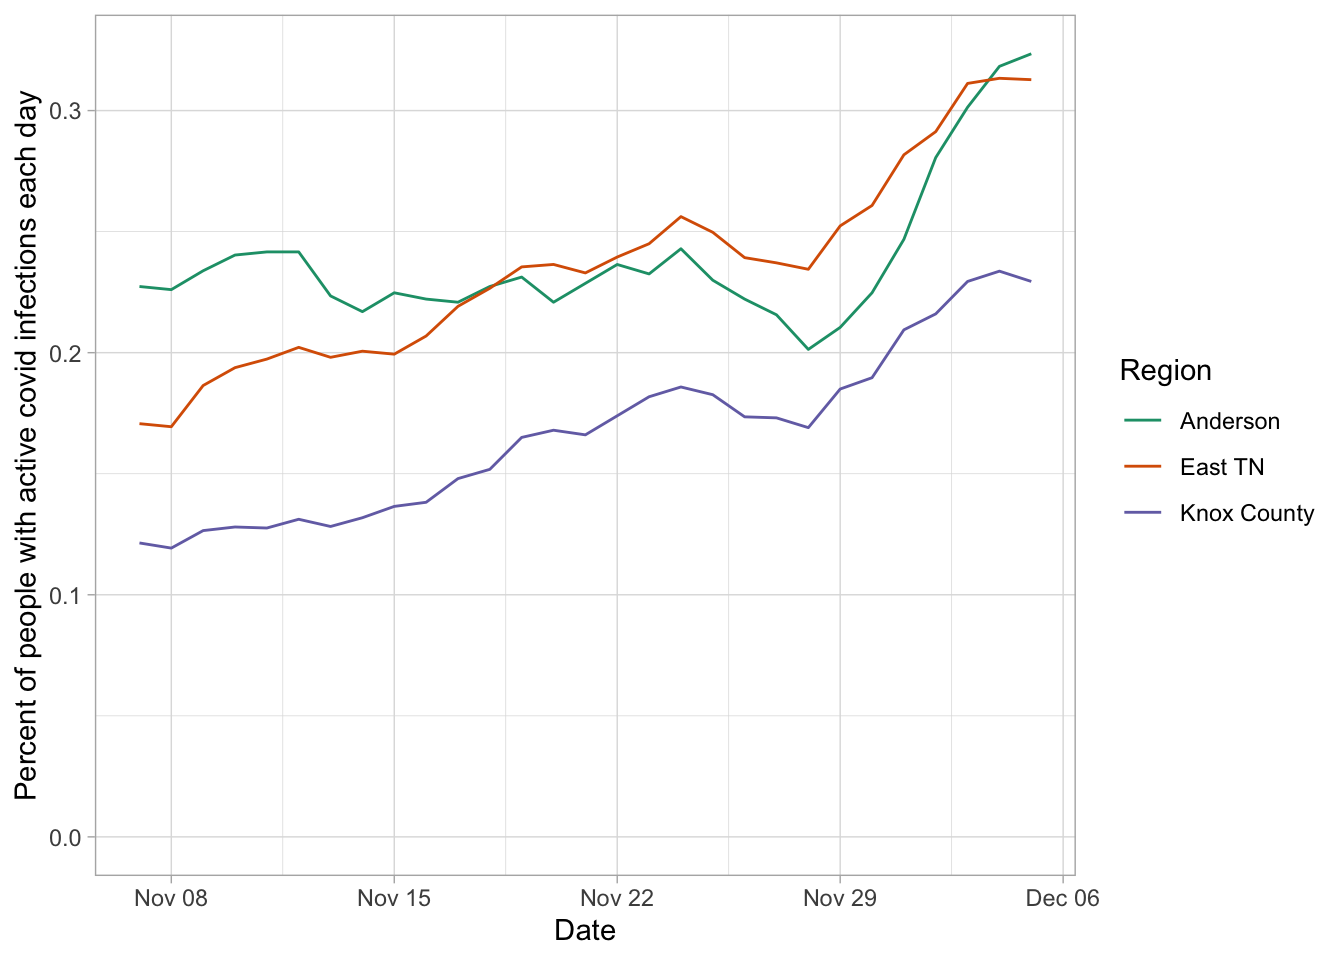 Percent of people with active covid infections each day
0.3
0.2
0.1
0.0
Nov 08
Nov 15
Nov 22
Nov 29
Dec 06
Date
Region
Anderson
East TN
Knox County